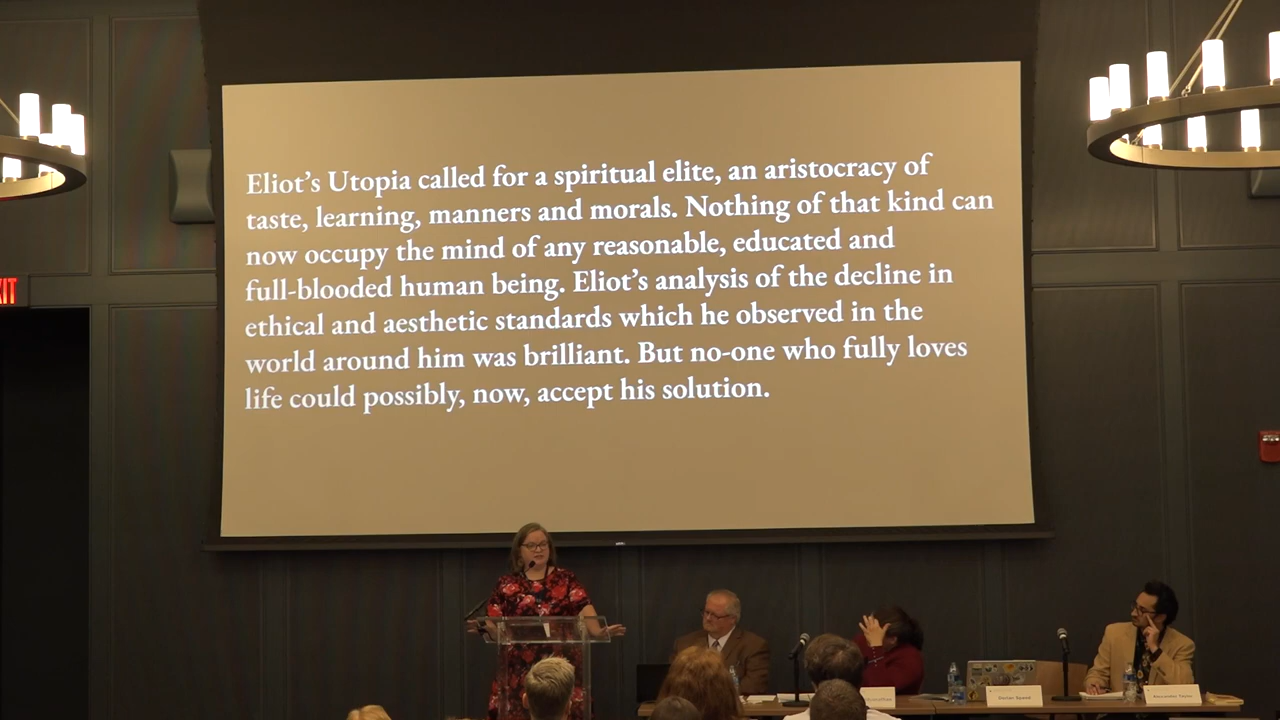 Eliot’s Utopia called for a spiritual elite, an aristocracy of
taste, learning, manners and morals. Nothing of that kind can
now occupy the mind of any reasonable, educated and
full-blooded human being. Eliot’s analysis of the decline in
ethical and aesthetic standards which he observed in the
world around him was brilliant. But no-one who fully loves
life could possibly, now, accept his solution.